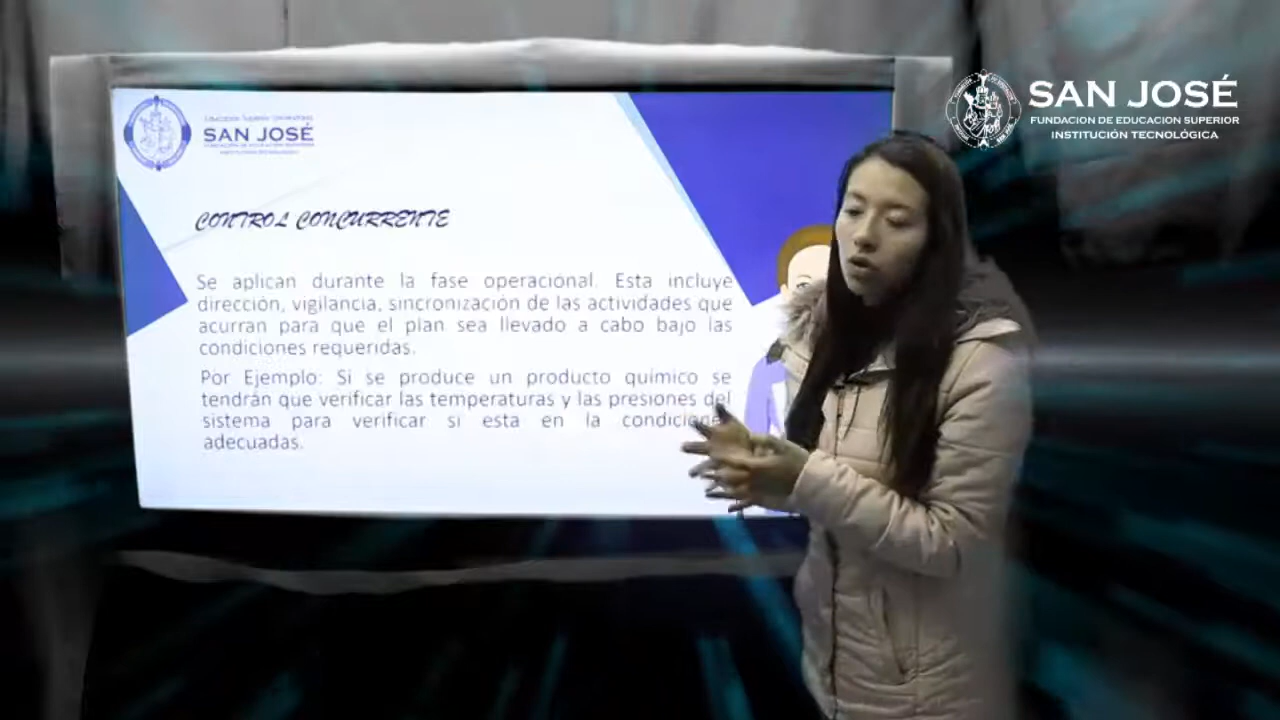 SAN JOSÉ
FUNDACION DE EDUCACION SUPERIOR
INSTITUCIÓN TECNOLÓGICA
SAN JOSÉ
CONTROL CONCURRENTE
Se aplican durante la fase operacional. Esta incluye
dirección, vigilancia, sincronización de las actividades que
acurran para que el plan sea llevado a cabo bajo las
condiciones requeridas.
Por Ejemplo: Si se produce un producto químico se
tendrán que verificar las temperaturas y las presiones del
sistema para verificar si esta en la condiciones
adecuadas.